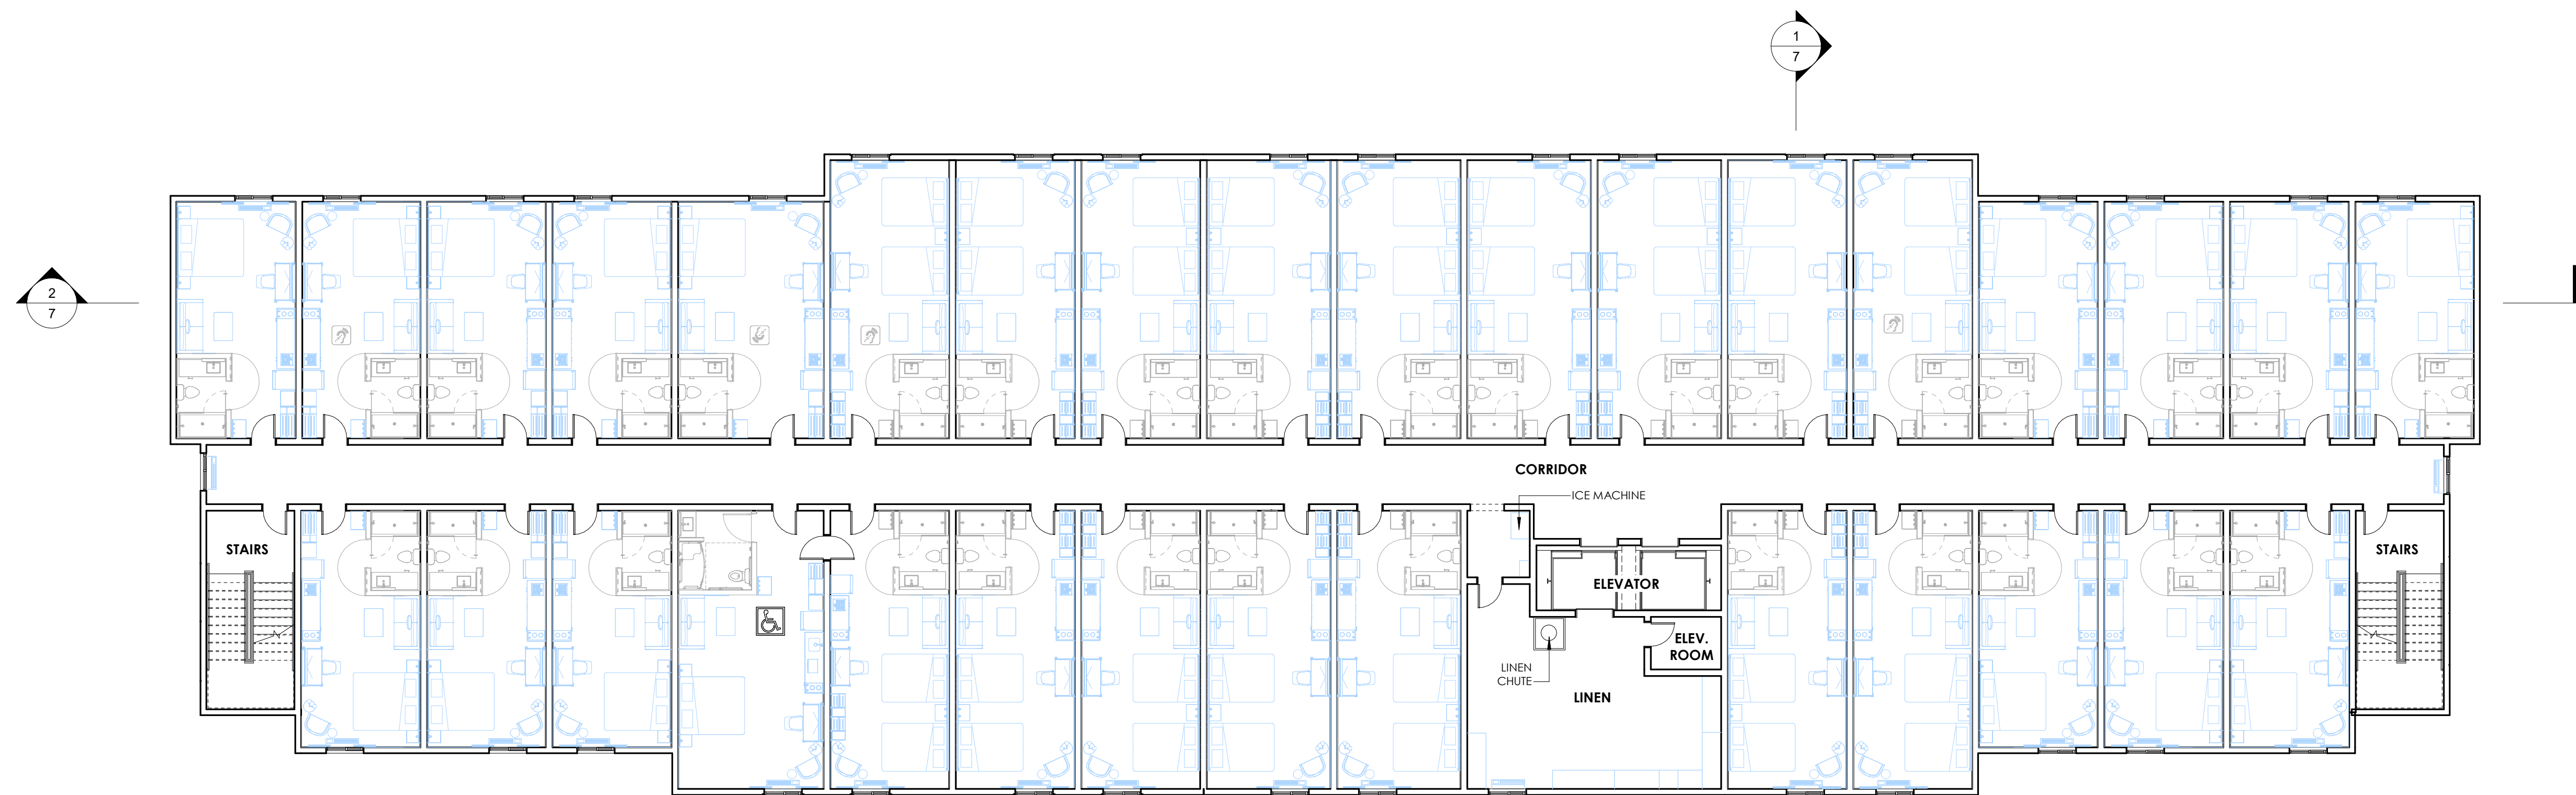 1
7
2
7
CORRIDOR
ICE MACHINE
STAIRS
STAIRS
ELEVATOR
ELEV.
ROOM
LINEN
CHUTE
LINEN